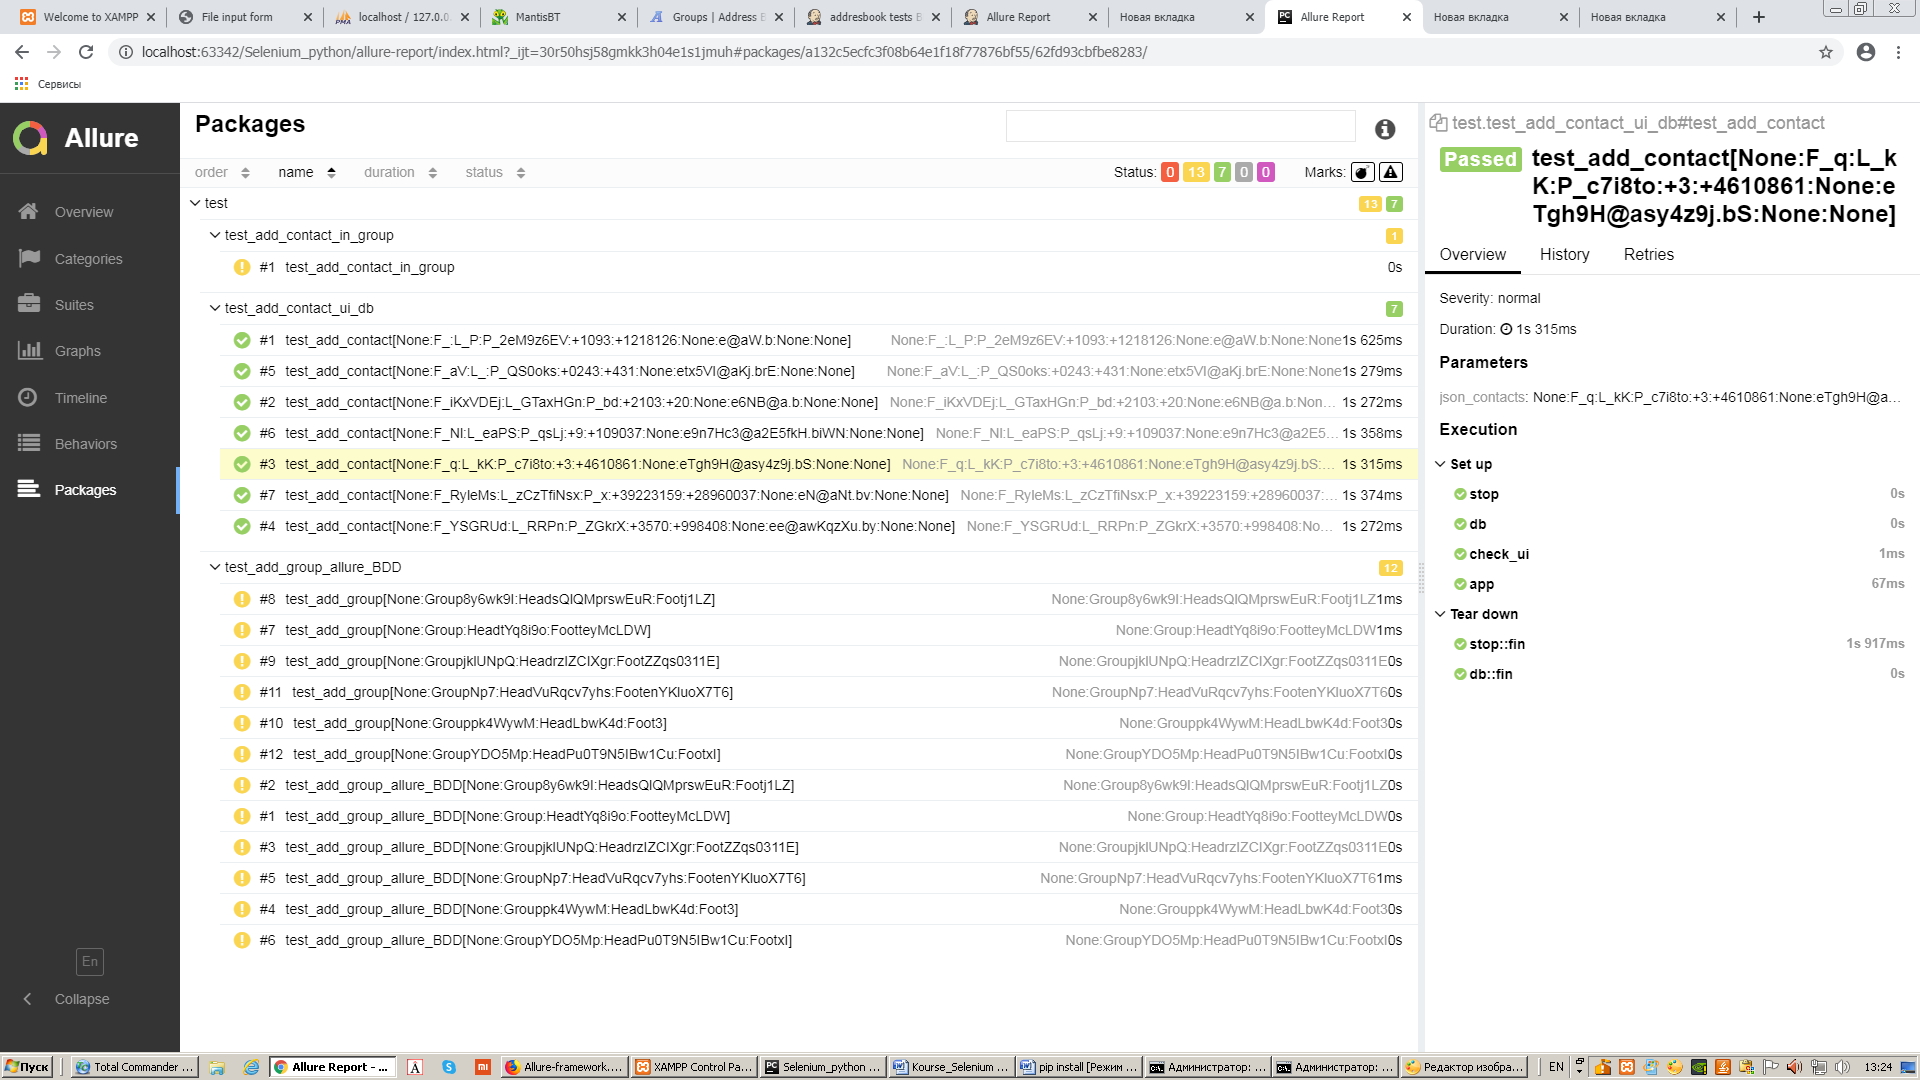 Welcome to XAMPP
File input form
localhost / 127.0.0.
MantisBT
Groups | Address B
addresbook tests B
Allure Report
Новая вкладка
Allure Report
Новая вкладка
Новая вкладка
localhost:63342/Selenium_python/allure-report/index.html?_ijt=30r50hsj58gmkk3h04e1s1jmuh#packages/a132c5ecfc3f08b64e1f18f77876bf55/62fd93cbfbe8283/
Сервисы
Allure
Overview
Categories
Suites
Graphs
Timeline
Behaviors
Packages
En
Collapse
Packages
order name duration status
Status: 0 13 7 0 0 Marks:
test 13 7
test_add_contact_in_group 1
#1 test_add_contact_in_group 0s
test_add_contact_ui_db 7
#1 test_add_contact[None:F_:L_P:P_2eM9z6EV:+1093:+1218126:None:e@aW.b:None:None] None:F_:L_P:P_2eM9z6EV:+1093:+1218126:None:e@aW.b:None:None 1s 625ms
#5 test_add_contact[None:F_aV:L_:P_QS0oks:+0243:+431:None:etx5VI@aKj.brE:None:None] None:F_aV:L_:P_QS0oks:+0243:+431:None:etx5VI@aKj.brE:None:None 1s 279ms
#2 test_add_contact[None:F_iKxVDEj:L_GTaxHGn:P_bd:+2103:+20:None:e6NB@a.b:None:None] None:F_iKxVDEj:L_GTaxHGn:P_bd:+2103:+20:None:e6NB@a.b:Non... 1s 272ms
#6 test_add_contact[None:F_NI:L_eaPS:P_qsLj:+9:+109037:None:e9n7Hc3@a2E5fkH.biWN:None:None] None:F_NI:L_eaPS:P_qsLj:+9:+109037:None:e9n7Hc3@a2E5... 1s 358ms
#3 test_add_contact[None:F_q:L_kK:P_c7i8to:+3:+4610861:None:eTgh9H@asy4z9j.bS:None:None] None:F_q:L_kK:P_c7i8to:+3:+4610861:None:eTgh9H@asy4z9j.bS:... 1s 315ms
#7 test_add_contact[None:F_RyIeMs:L_zCzTfiNsx:P_x:+39223159:+28960037:None:eN@aNt.bv:None:None] None:F_RyIeMs:L_zCzTfiNsx:P_x:+39223159:+28960037:... 1s 374ms
#4 test_add_contact[None:F_YSGRUd:L_RRPn:P_ZGkrX:+3570:+998408:None:ee@awKqzXu.by:None:None] None:F_YSGRUd:L_RRPn:P_ZGkrX:+3570:+998408:No... 1s 272ms
test_add_group_allure_BDD 12
#8 test_add_group[None:Group8y6wk9I:HeadsQIQMprswEuR:Footj1LZ] None:Group8y6wk9I:HeadsQIQMprswEuR:Footj1LZ 1ms
#7 test_add_group[None:Group:HeadtYq8i9o:FootteyMcLDW] None:Group:HeadtYq8i9o:FootteyMcLDW 1ms
#9 test_add_group[None:GroupjklUNpQ:HeadrzIZCIXgr:FootZZqs0311E] None:GroupjklUNpQ:HeadrzIZCIXgr:FootZZqs0311E 0s
#11 test_add_group[None:GroupNp7:HeadVuRqcv7yhs:FootenYKluoX7T6] None:GroupNp7:HeadVuRqcv7yhs:FootenYKluoX7T6 0s
#10 test_add_group[None:Grouppk4WywM:HeadLbwK4d:Foot3] None:Grouppk4WywM:HeadLbwK4d:Foot3 0s
#12 test_add_group[None:GroupYDO5Mp:HeadPu0T9N5IBw1Cu:FootxI] None:GroupYDO5Mp:HeadPu0T9N5IBw1Cu:FootxI 0s
#2 test_add_group_allure_BDD[None:Group8y6wk9I:HeadsQIQMprswEuR:Footj1LZ] None:Group8y6wk9I:HeadsQIQMprswEuR:Footj1LZ 0s
#1 test_add_group_allure_BDD[None:Group:HeadtYq8i9o:FootteyMcLDW] None:Group:HeadtYq8i9o:FootteyMcLDW 0s
#3 test_add_group_allure_BDD[None:GroupjklUNpQ:HeadrzIZCIXgr:FootZZqs0311E] None:GroupjklUNpQ:HeadrzIZCIXgr:FootZZqs0311E 0s
#5 test_add_group_allure_BDD[None:GroupNp7:HeadVuRqcv7yhs:FootenYKluoX7T6] None:GroupNp7:HeadVuRqcv7yhs:FootenYKluoX7T6 1ms
#4 test_add_group_allure_BDD[None:Grouppk4WywM:HeadLbwK4d:Foot3] None:Grouppk4WywM:HeadLbwK4d:Foot3 0s
#6 test_add_group_allure_BDD[None:GroupYDO5Mp:HeadPu0T9N5IBw1Cu:FootxI] None:GroupYDO5Mp:HeadPu0T9N5IBw1Cu:FootxI 0s
test.test_add_contact_ui_db#test_add_contact
Passed test_add_contact[None:F_q:L_k
K:P_c7i8to:+3:+4610861:None:e
Tgh9H@asy4z9j.bS:None:None]
Overview History Retries
Severity: normal
Duration: 1s 315ms
Parameters
json_contacts: None:F_q:L_kK:P_c7i8to:+3:+4610861:None:eTgh9H@a...
Execution
Set up
stop 0s
db 0s
check_ui 1ms
app 67ms
Tear down
stop::fin 1s 917ms
db::fin 0s
Пуск
Total Commander ...
Allure Report - ...
Allure-framework....
XAMPP Control Pa...
Selenium_python ...
Kourse_Selenium ...
pip install [Режим ...
Администратор: ...
Администратор: ...
Редактор изобра...
EN
13:24